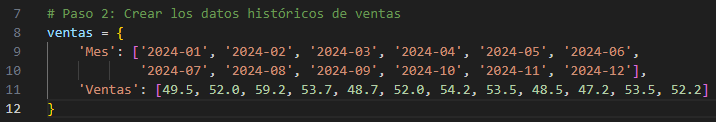 7 # Paso 2: Crear los datos históricos de ventas
8 ventas = {
9 'Mes': ['2024-01', '2024-02', '2024-03', '2024-04', '2024-05', '2024-06',
10 '2024-07', '2024-08', '2024-09', '2024-10', '2024-11', '2024-12'],
11 'Ventas': [49.5, 52.0, 59.2, 53.7, 48.7, 52.0, 54.2, 53.5, 48.5, 47.2, 53.5, 52.2]
12 }